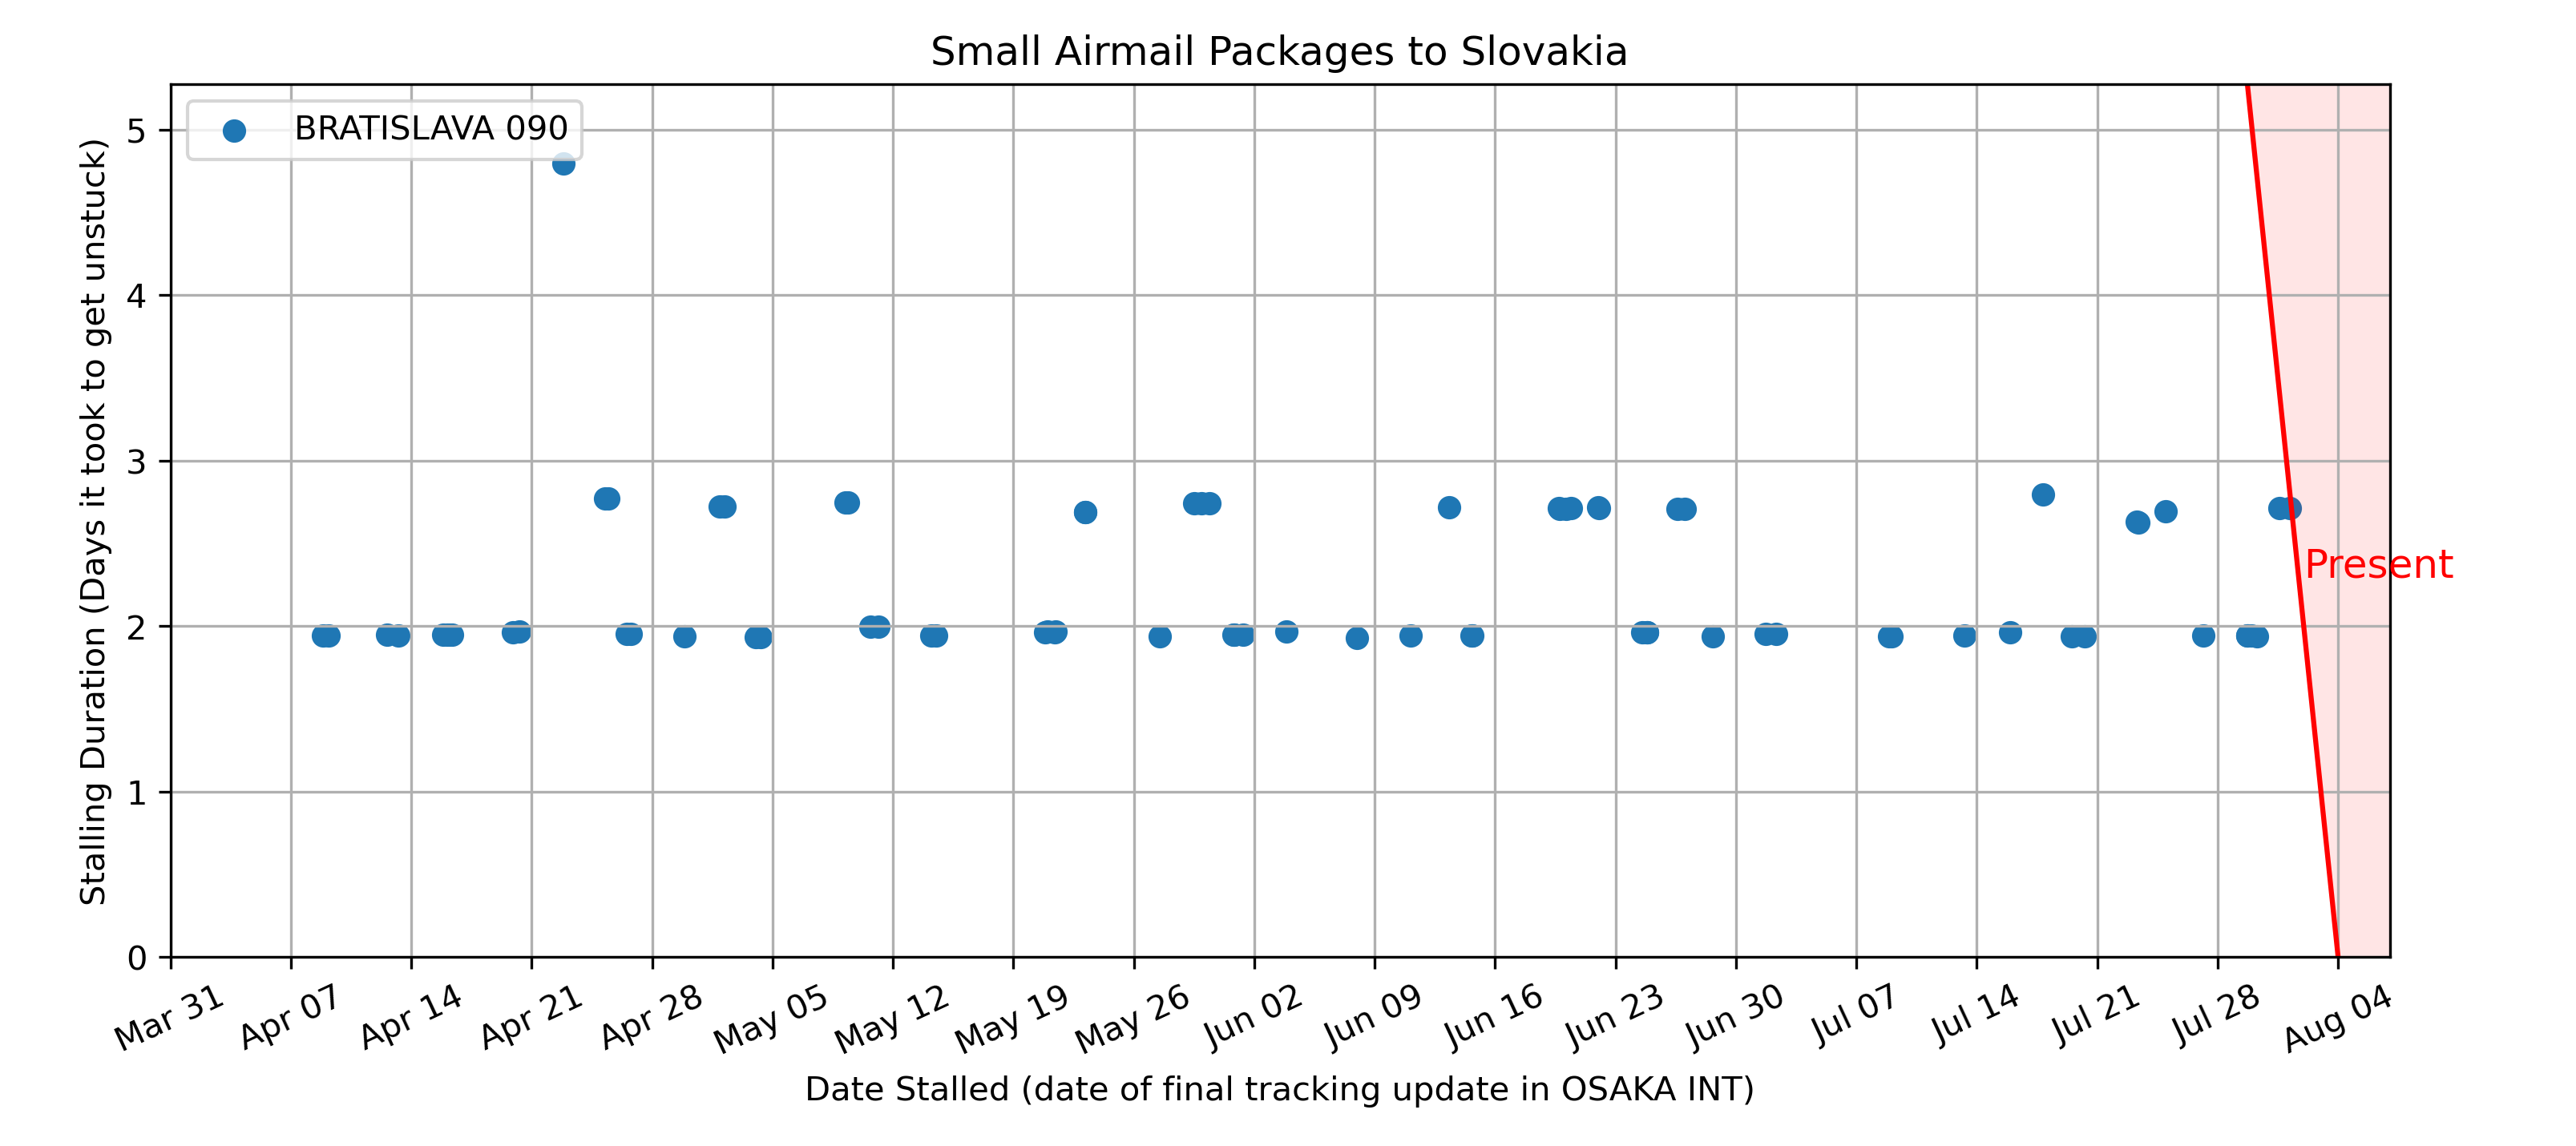 Small Airmail Packages to Slovakia
BRATISLAVA 090
Stalling Duration (Days it took to get unstuck)
5
4
3
2
1
0
Present
Mar 31
Apr 07
Apr 14
Apr 21
Apr 28
May 05
May 12
May 19
May 26
Jun 02
Jun 09
Jun 16
Jun 23
Jun 30
Jul 07
Jul 14
Jul 21
Jul 28
Aug 04
Date Stalled (date of final tracking update in OSAKA INT)